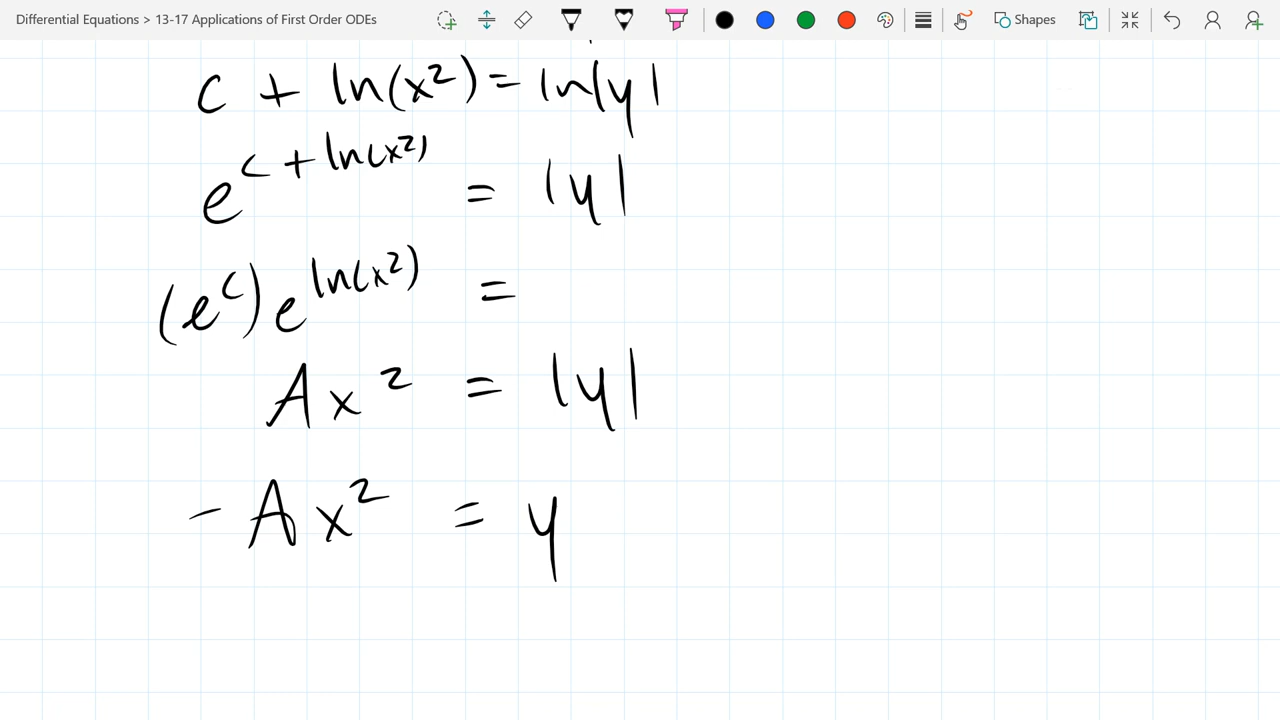 Differential Equations > 13-17 Applications of First Order ODEs
Shapes
c + ln(x²) = ln|y|
e^(c + ln(x²)) = |y|
(e^c) e^(ln(x²)) =
Ax² = |y|
- Ax² = y